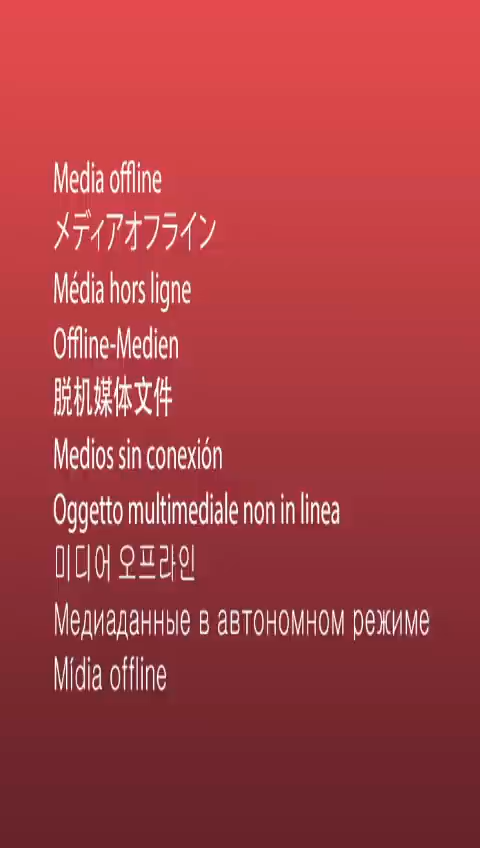 Media offline
メディアオフライン
Média hors ligne
Offline-Medien
脱机媒体文件
Medios sin conexión
Oggetto multimediale non in linea
미디어 오프라인
Медиаданные в автономном режиме
Mídia offline